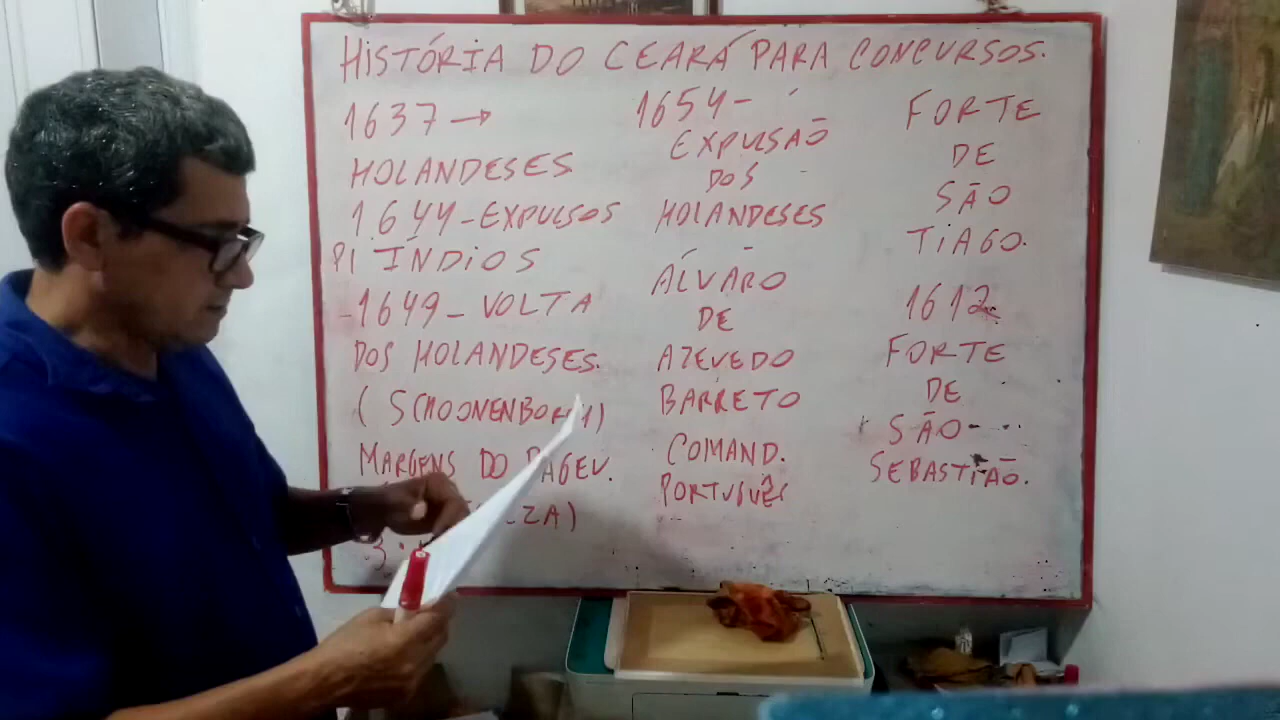 HISTÓRIA DO CEARÁ PARA CONCURSOS.
1637 →
HOLANDESES
1644 - EXPULSOS
P/ ÍNDIOS
- 1649 - VOLTA
DOS HOLANDESES.
MARGENS DO PAGEU.
1654 -
EXPULSÃO
DOS
HOLANDESES
ÁLVARO
DE
AZEVEDO
BARRETO
COMAND.
PORTUGUÊS
FORTE
DE
SÃO
TIAGO.
1612
FORTE
DE
SÃO
SEBASTIÃO.